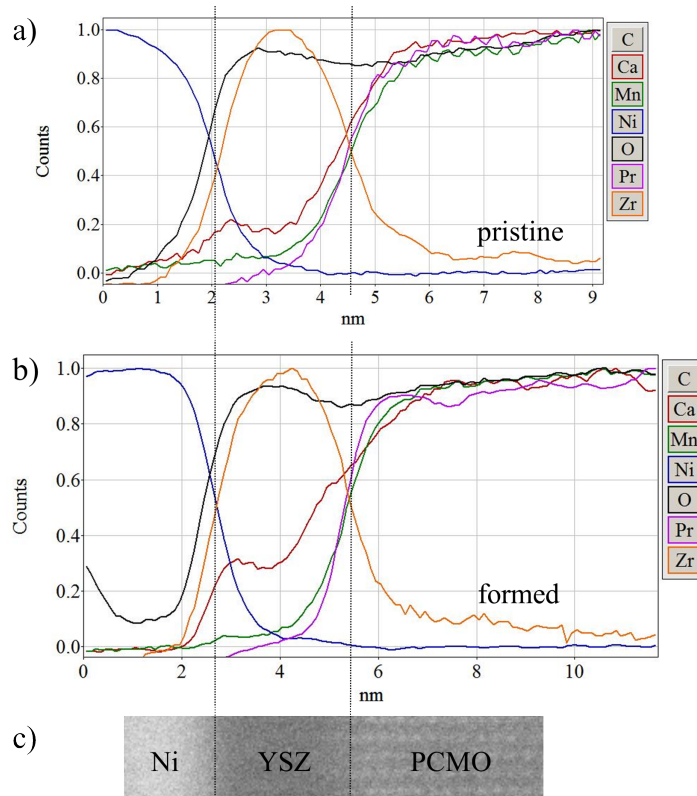 a)
1.0
0.8
0.6
0.4
0.2
0.0
Counts
0 1 2 3 4 5 6 7 8 9
nm
pristine
C
Ca
Mn
Ni
O
Pr
Zr
b)
1.0
0.8
0.6
0.4
0.2
0.0
Counts
0 2 4 6 8 10
nm
formed
C
Ca
Mn
Ni
O
Pr
Zr
c)
Ni YSZ PCMO